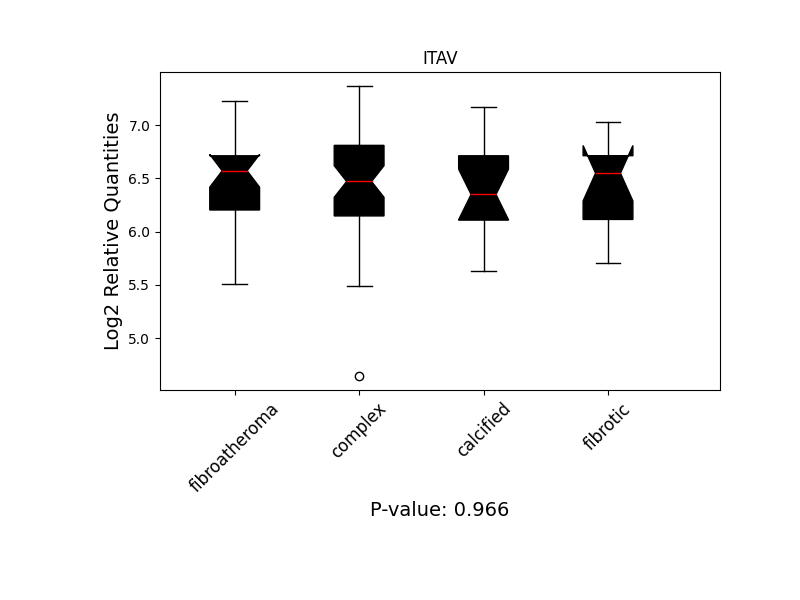 ITAV
Log2 Relative Quantities
7.0
6.5
6.0
5.5
5.0
fibroatheroma
complex
calcified
fibrotic
P-value: 0.966